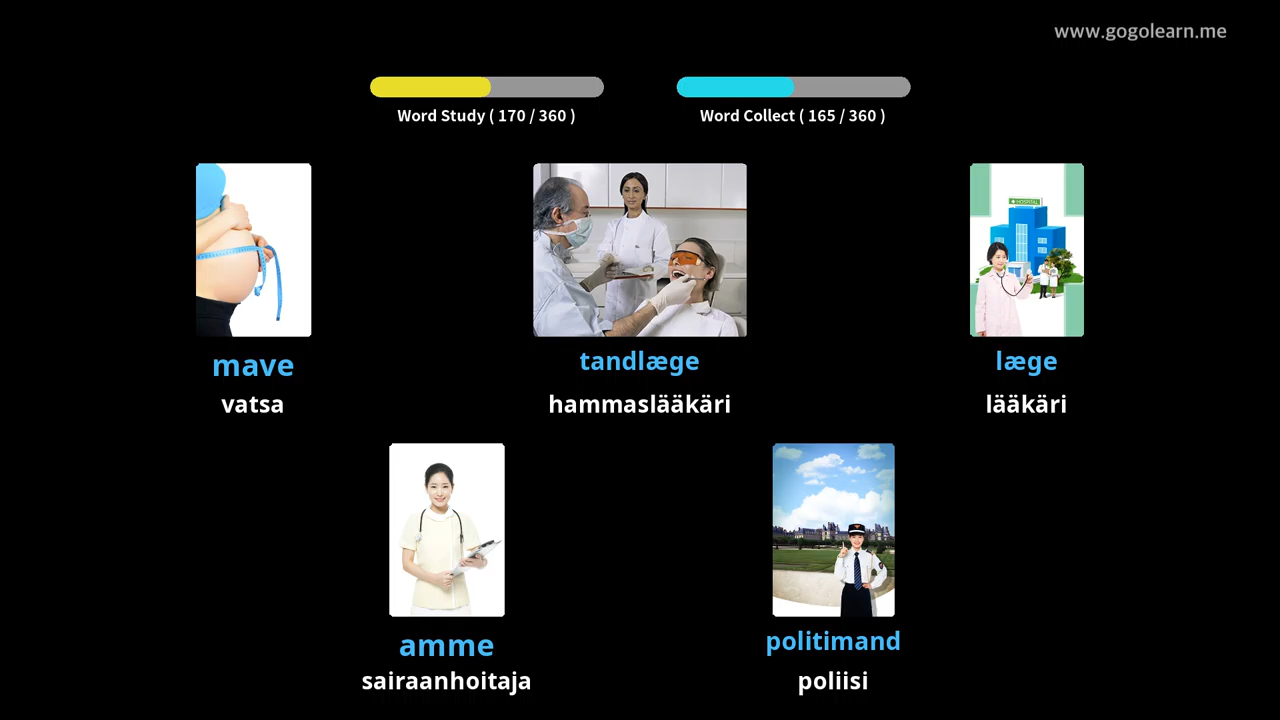 www.gogolearn.me
Word Study ( 170 / 360 )
Word Collect ( 165 / 360 )
HOSPITAL
mave
tandlæge
læge
vatsa
hammaslääkäri
lääkäri
amme
politimand
sairaanhoitaja
poliisi